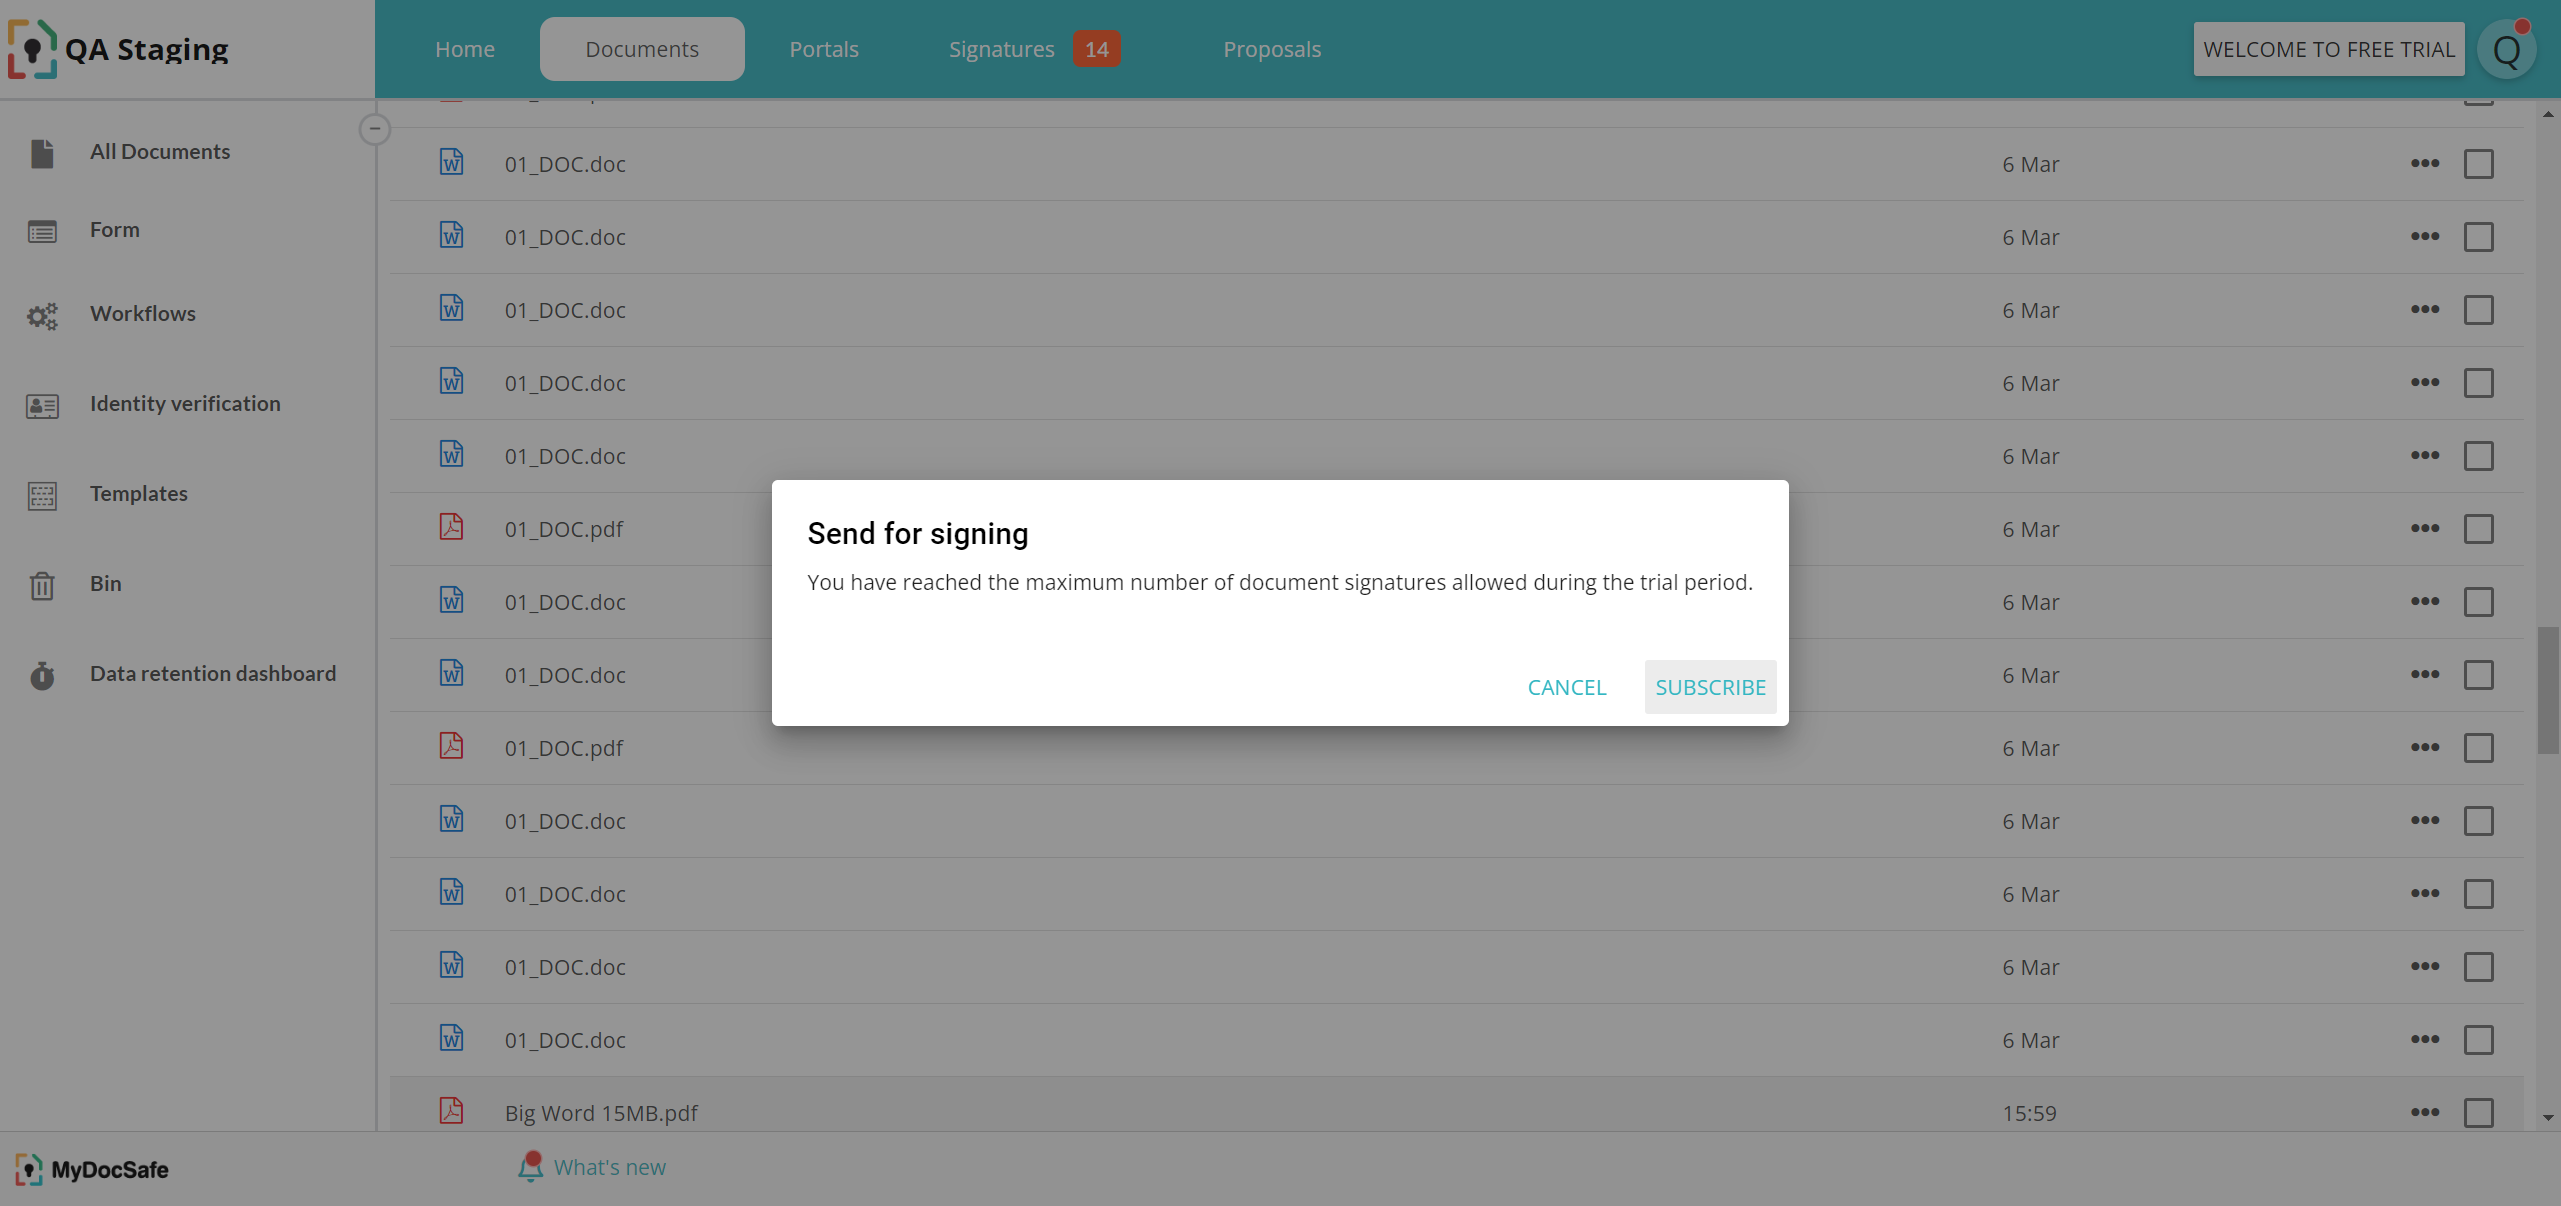 QA Staging
Home
Documents
Portals
Signatures 14
Proposals
WELCOME TO FREE TRIAL
Q
All Documents
Form
Workflows
Identity verification
Templates
Bin
Data retention dashboard
01_DOC.doc 6 Mar
01_DOC.doc 6 Mar
01_DOC.doc 6 Mar
01_DOC.doc 6 Mar
01_DOC.doc 6 Mar
01_DOC.pdf 6 Mar
01_DOC.doc 6 Mar
01_DOC.doc 6 Mar
01_DOC.pdf 6 Mar
01_DOC.doc 6 Mar
01_DOC.doc 6 Mar
01_DOC.doc 6 Mar
01_DOC.doc 6 Mar
Big Word 15MB.pdf 15:59
Send for signing
You have reached the maximum number of document signatures allowed during the trial period.
CANCEL
SUBSCRIBE
MyDocSafe
What's new